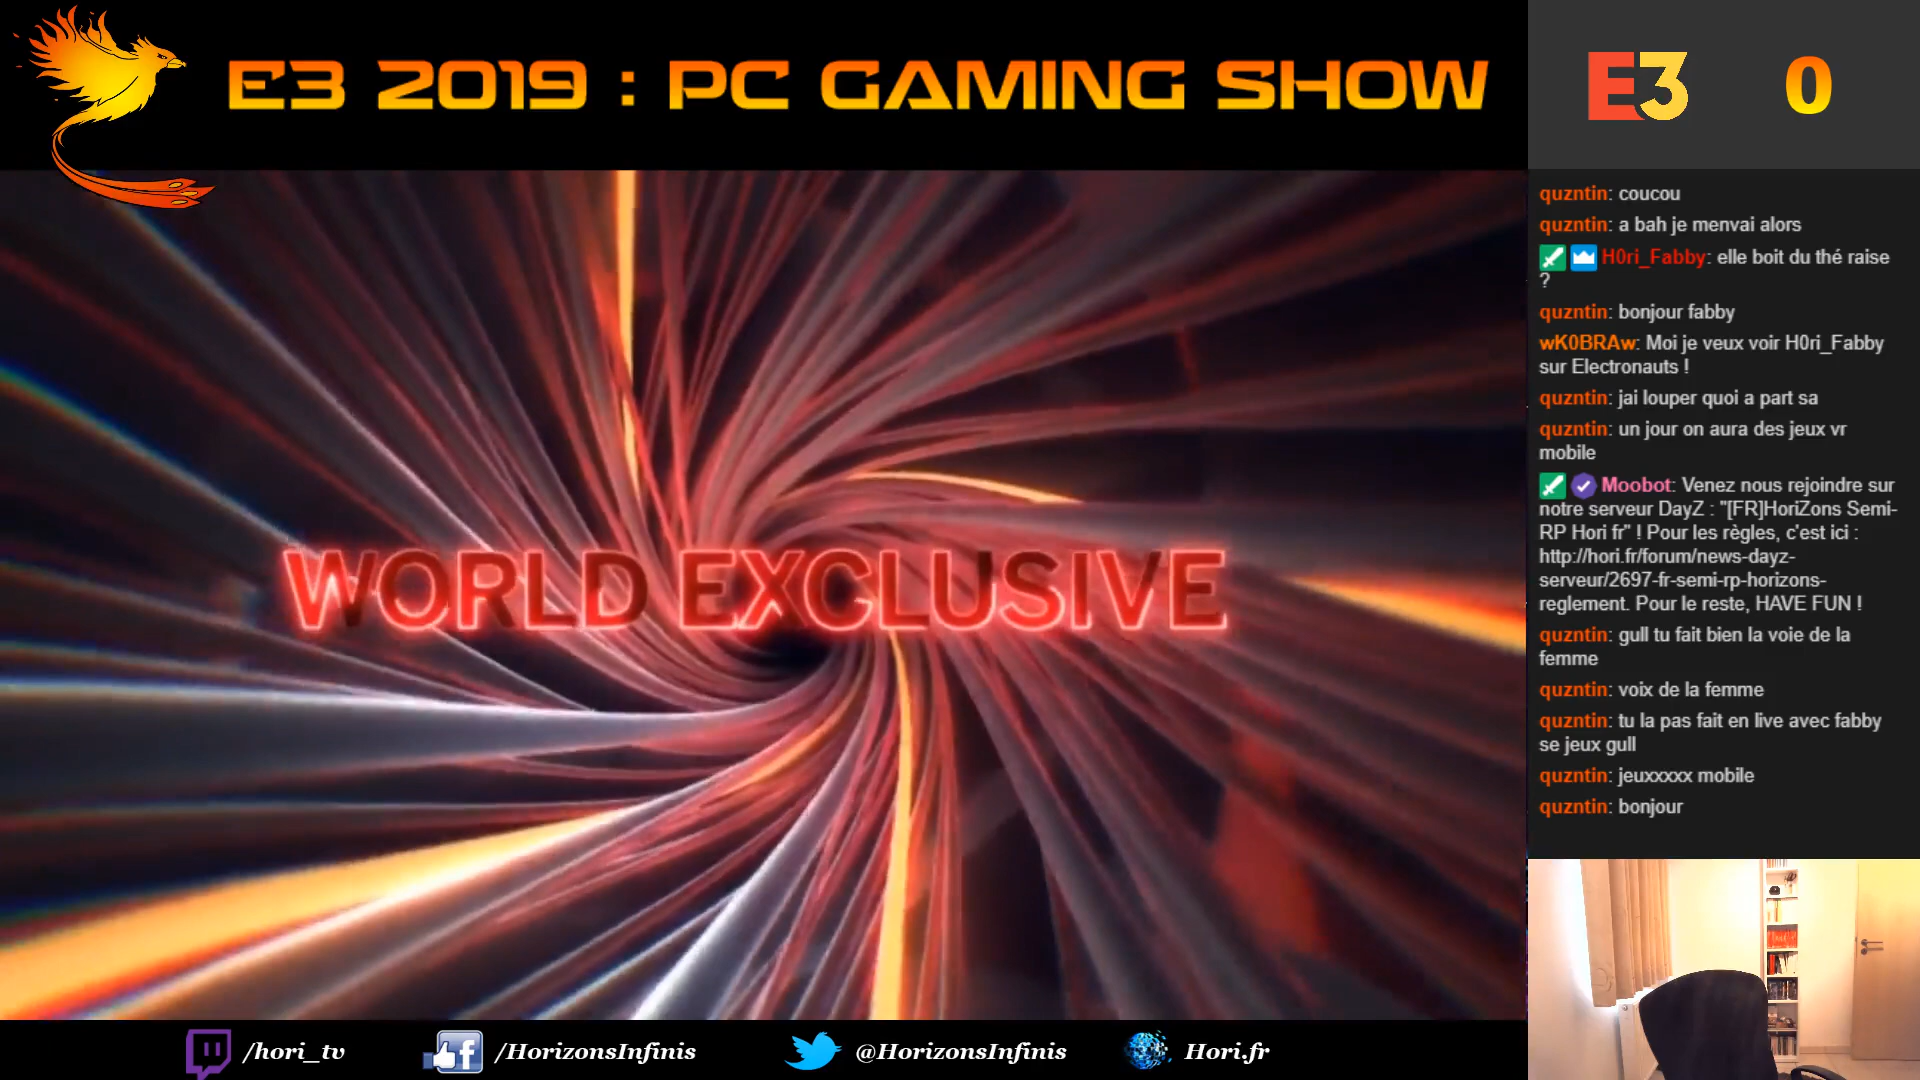 E3 2019 : PC GAMING SHOW
E3 0
WORLD EXCLUSIVE
quzntin: coucou
quzntin: a bah je menvai alors
H0ri_Fabby: elle boit du thé raise
?
quzntin: bonjour fabby
wK0BRAw: Moi je veux voir H0ri_Fabby
sur Electronauts !
quzntin: jai louper quoi a part sa
quzntin: un jour on aura des jeux vr
mobile
Moobot: Venez nous rejoindre sur
notre serveur DayZ : "[FR]HoriZons Semi-
RP Hori fr" ! Pour les règles, c'est ici :
http://hori.fr/forum/news-dayz-
serveur/2697-fr-semi-rp-horizons-
reglement. Pour le reste, HAVE FUN !
quzntin: gull tu fait bien la voie de la
femme
quzntin: voix de la femme
quzntin: tu la pas fait en live avec fabby
se jeux gull
quzntin: jeuxxxxx mobile
quzntin: bonjour
/hori_tv
/HorizonsInfinis
@HorizonsInfinis
Hori.fr